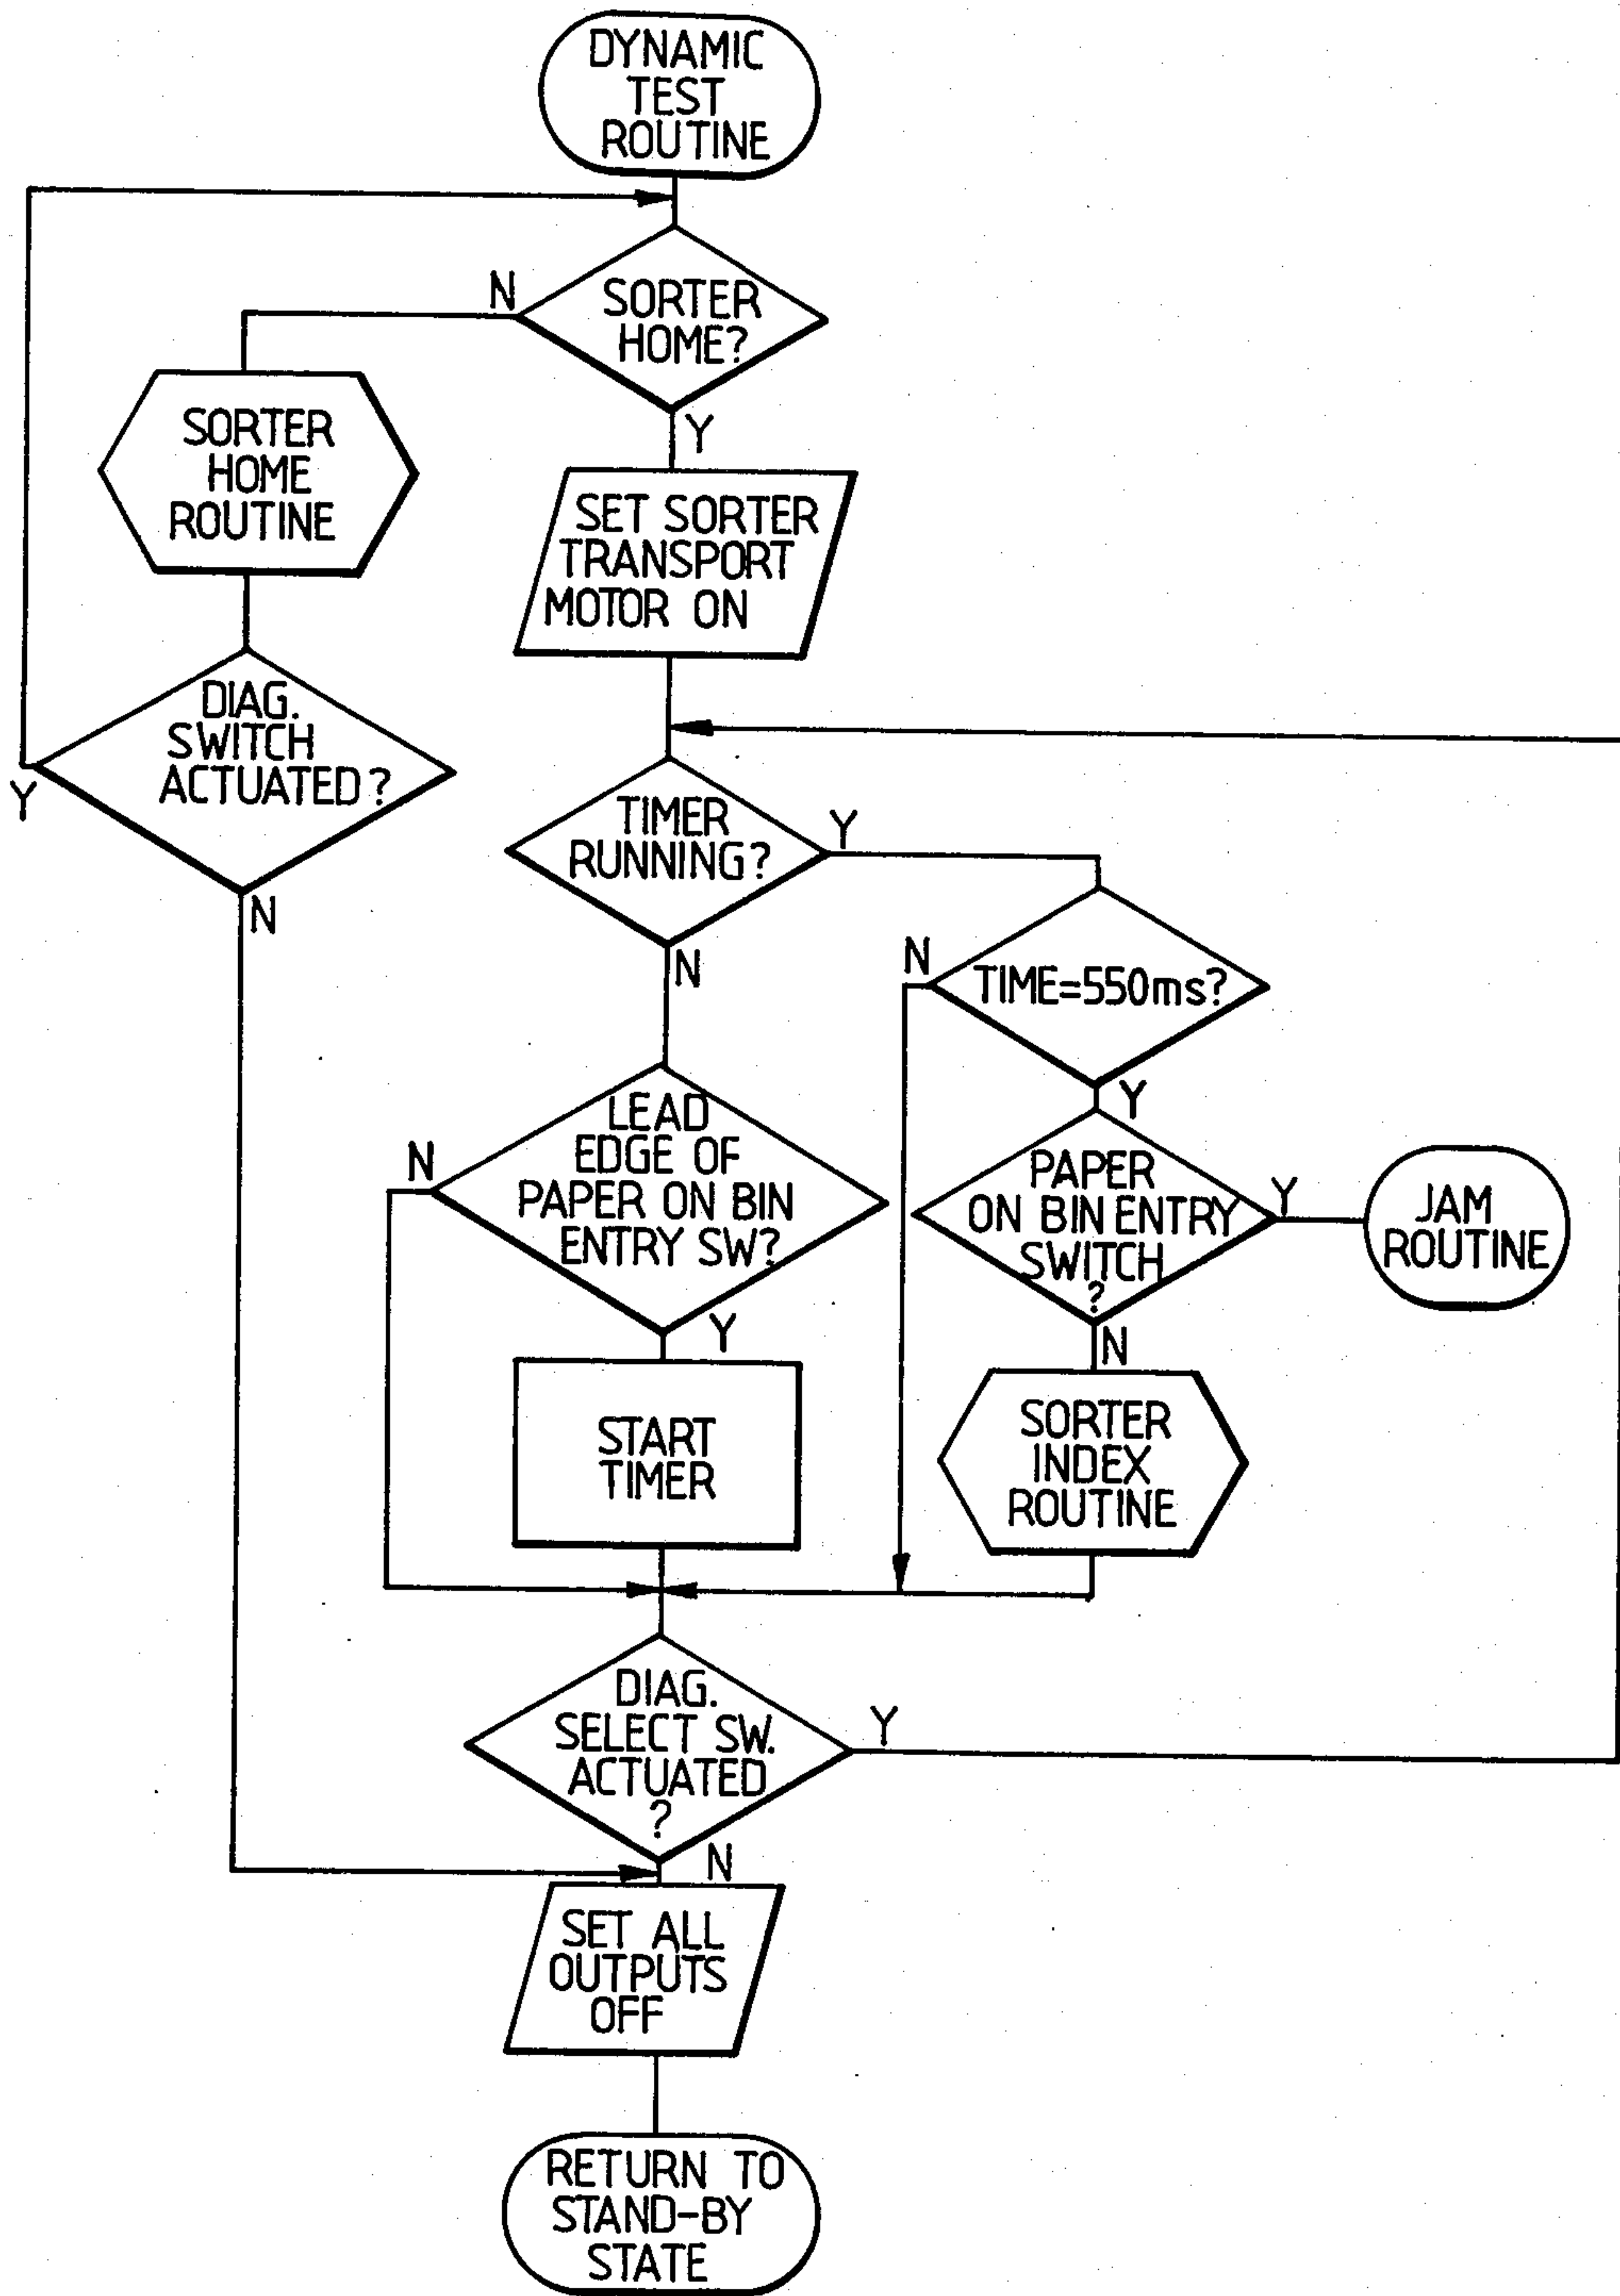 DYNAMIC
TEST
ROUTINE
N
SORTER
HOME?
Y
SORTER
HOME
ROUTINE
SET SORTER
TRANSPORT
MOTOR ON
DIAG.
SWITCH
ACTUATED?
Y
N
TIMER
RUNNING?
Y
N
N
TIME=550ms?
Y
LEAD
EDGE OF
PAPER ON BIN
ENTRY SW?
N
Y
PAPER
ON BIN ENTRY
SWITCH
?
Y
N
JAM
ROUTINE
START
TIMER
SORTER
INDEX
ROUTINE
DIAG.
SELECT SW.
ACTUATED
?
Y
N
SET ALL
OUTPUTS
OFF
RETURN TO
STAND-BY
STATE